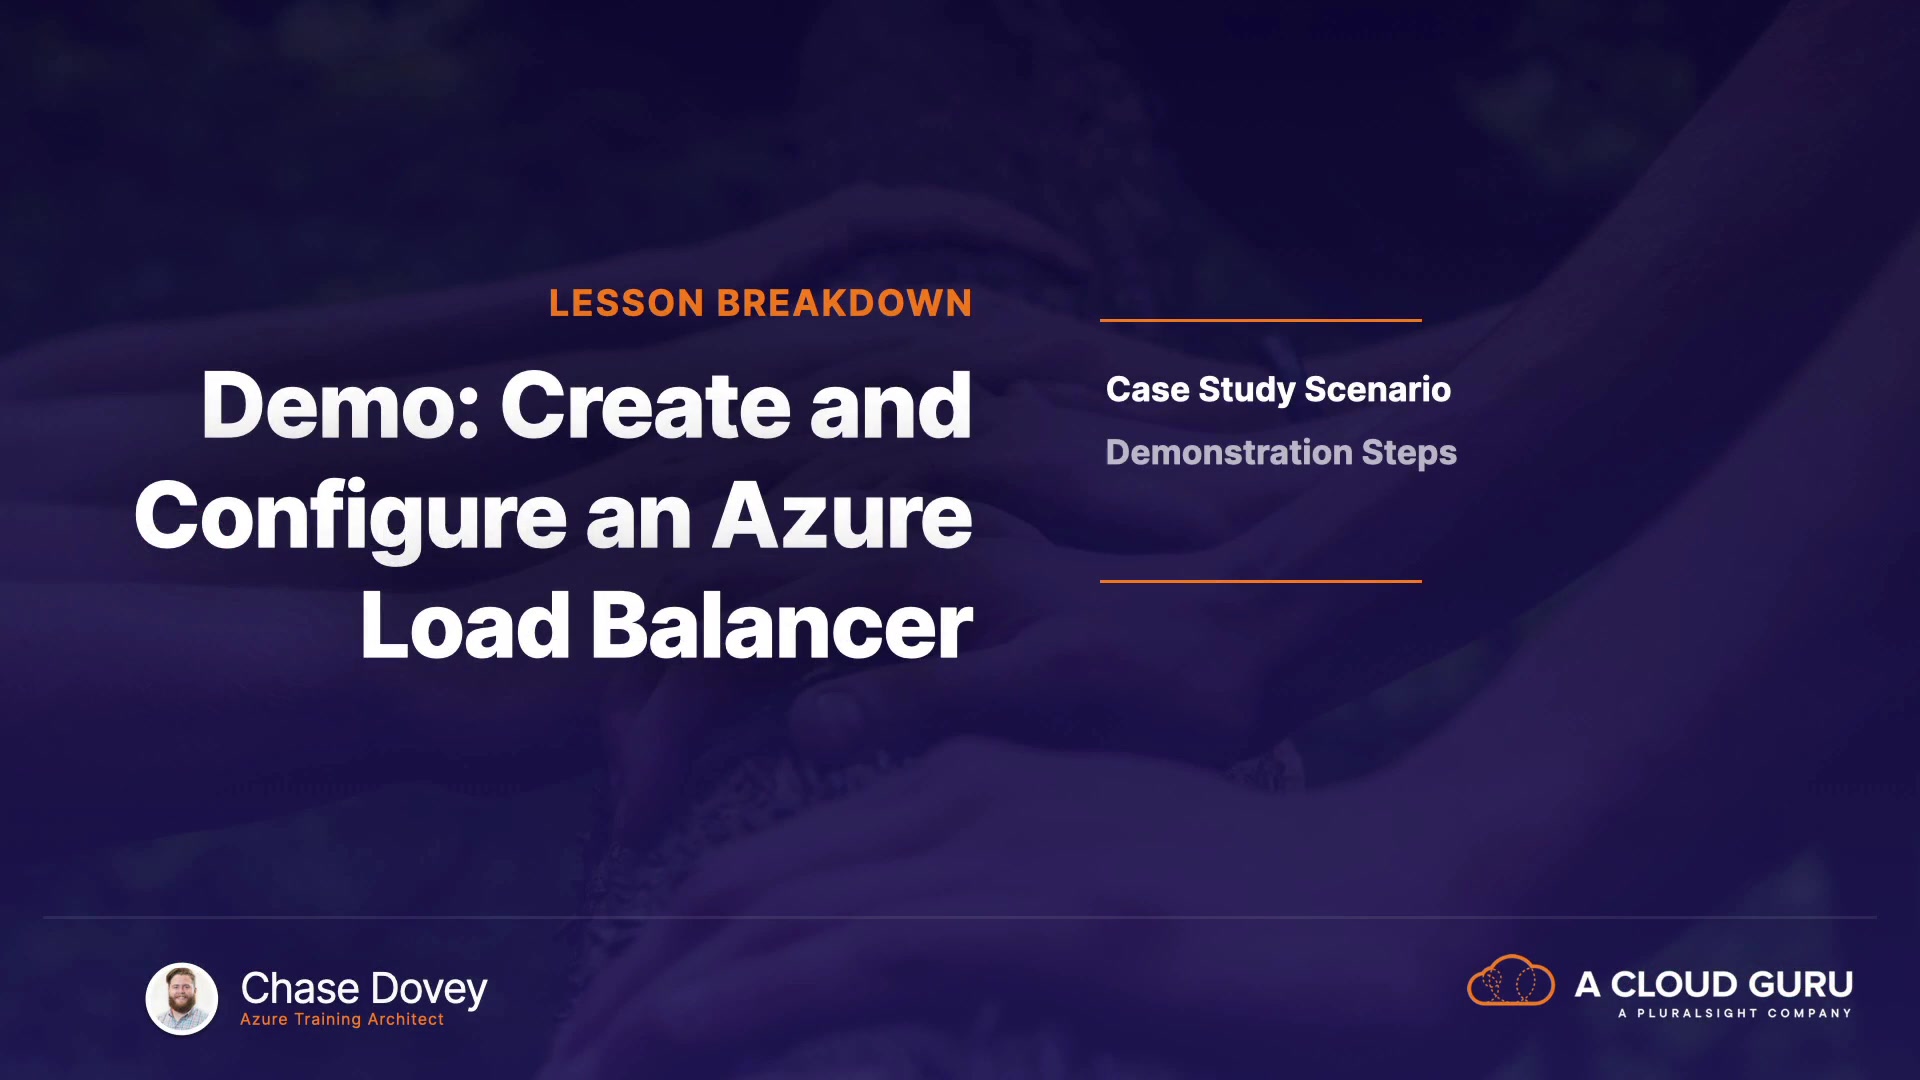 LESSON BREAKDOWN
Demo: Create and
Configure an Azure
Load Balancer
Case Study Scenario
Demonstration Steps
Chase Dovey
Azure Training Architect
A CLOUD GURU
A PLURALSIGHT COMPANY